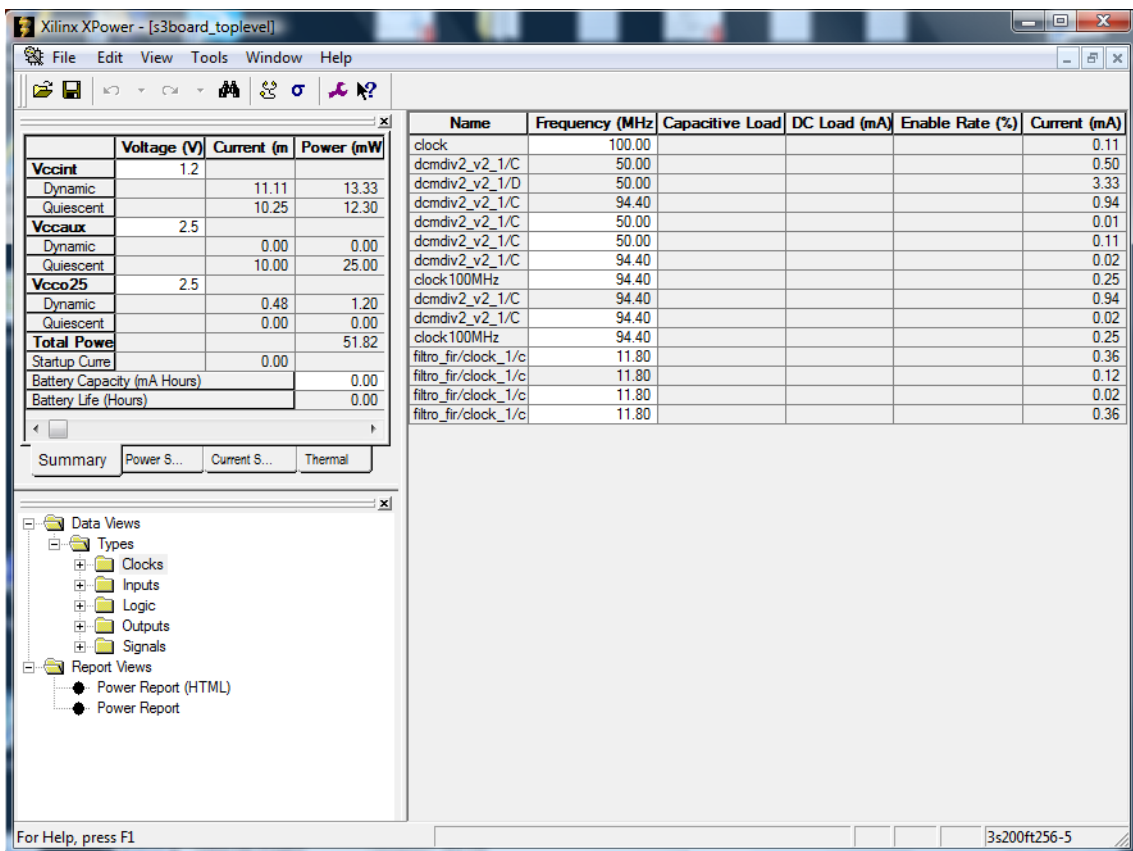 Xilinx XPower - [s3board_toplevel]
File Edit View Tools Window Help
Voltage (V) Current (m Power (mW
Vccint 1.2
Dynamic 11.11 13.33
Quiescent 10.25 12.30
Vccaux 2.5
Dynamic 0.00 0.00
Quiescent 10.00 25.00
Vcco25 2.5
Dynamic 0.48 1.20
Quiescent 0.00 0.00
Total Powe 51.82
Startup Curre 0.00
Battery Capacity (mA Hours) 0.00
Battery Life (Hours) 0.00
Summary Power S... Current S... Thermal
Data Views
Types
Clocks
Inputs
Logic
Outputs
Signals
Report Views
Power Report (HTML)
Power Report
Name Frequency (MHz Capacitive Load DC Load (mA) Enable Rate (%) Current (mA)
clock 100.00 0.11
dcmdiv2_v2_1/C 50.00 0.50
dcmdiv2_v2_1/D 50.00 3.33
dcmdiv2_v2_1/C 94.40 0.94
dcmdiv2_v2_1/C 50.00 0.01
dcmdiv2_v2_1/C 50.00 0.11
dcmdiv2_v2_1/C 94.40 0.02
clock100MHz 94.40 0.25
dcmdiv2_v2_1/C 94.40 0.94
dcmdiv2_v2_1/C 94.40 0.02
clock100MHz 94.40 0.25
filtro_fir/clock_1/c 11.80 0.36
filtro_fir/clock_1/c 11.80 0.12
filtro_fir/clock_1/c 11.80 0.02
filtro_fir/clock_1/c 11.80 0.36
For Help, press F1 3s200ft256-5